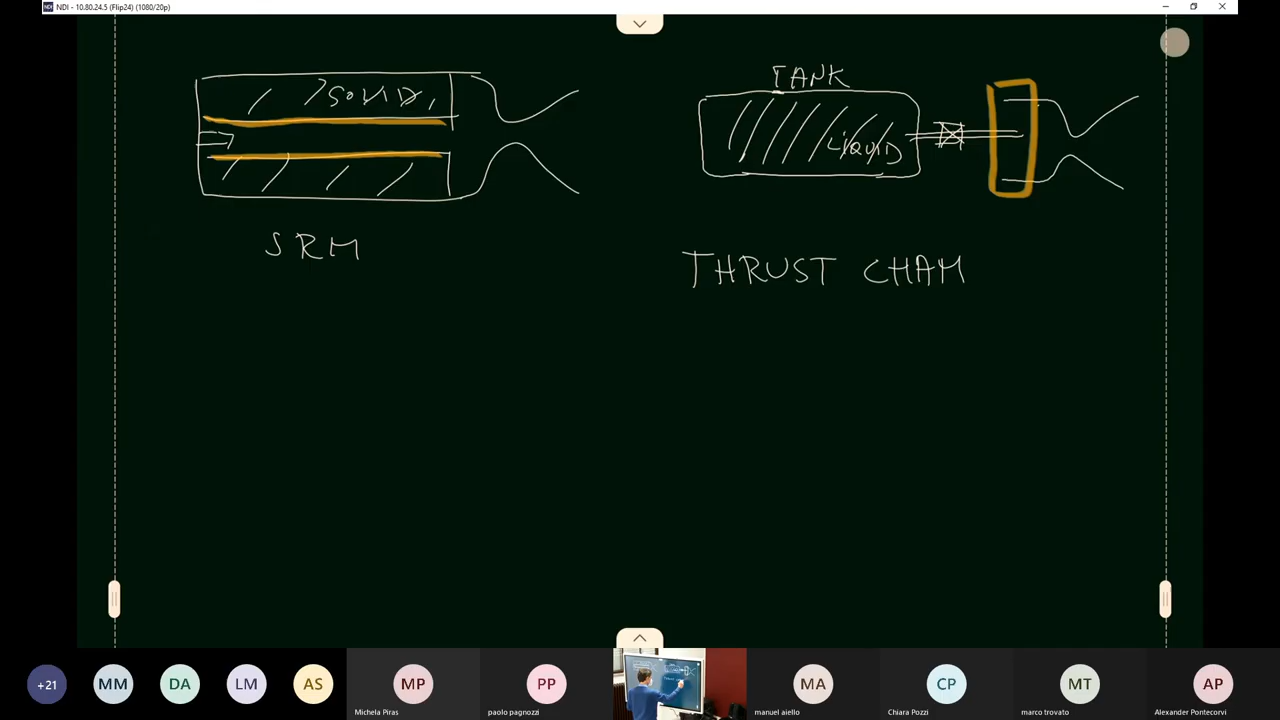 NDI - 10.80.24.5 (Flip24) (1080/20p)
TANK
SOLID
LIQUID
SRM
THRUST CHAM
+21
MM
DA
LM
AS
MP
Michela Piras
PP
paolo pagnozzi
MA
manuel aiello
CP
Chiara Pozzi
MT
marco trovato
AP
Alexander Pontecorvi